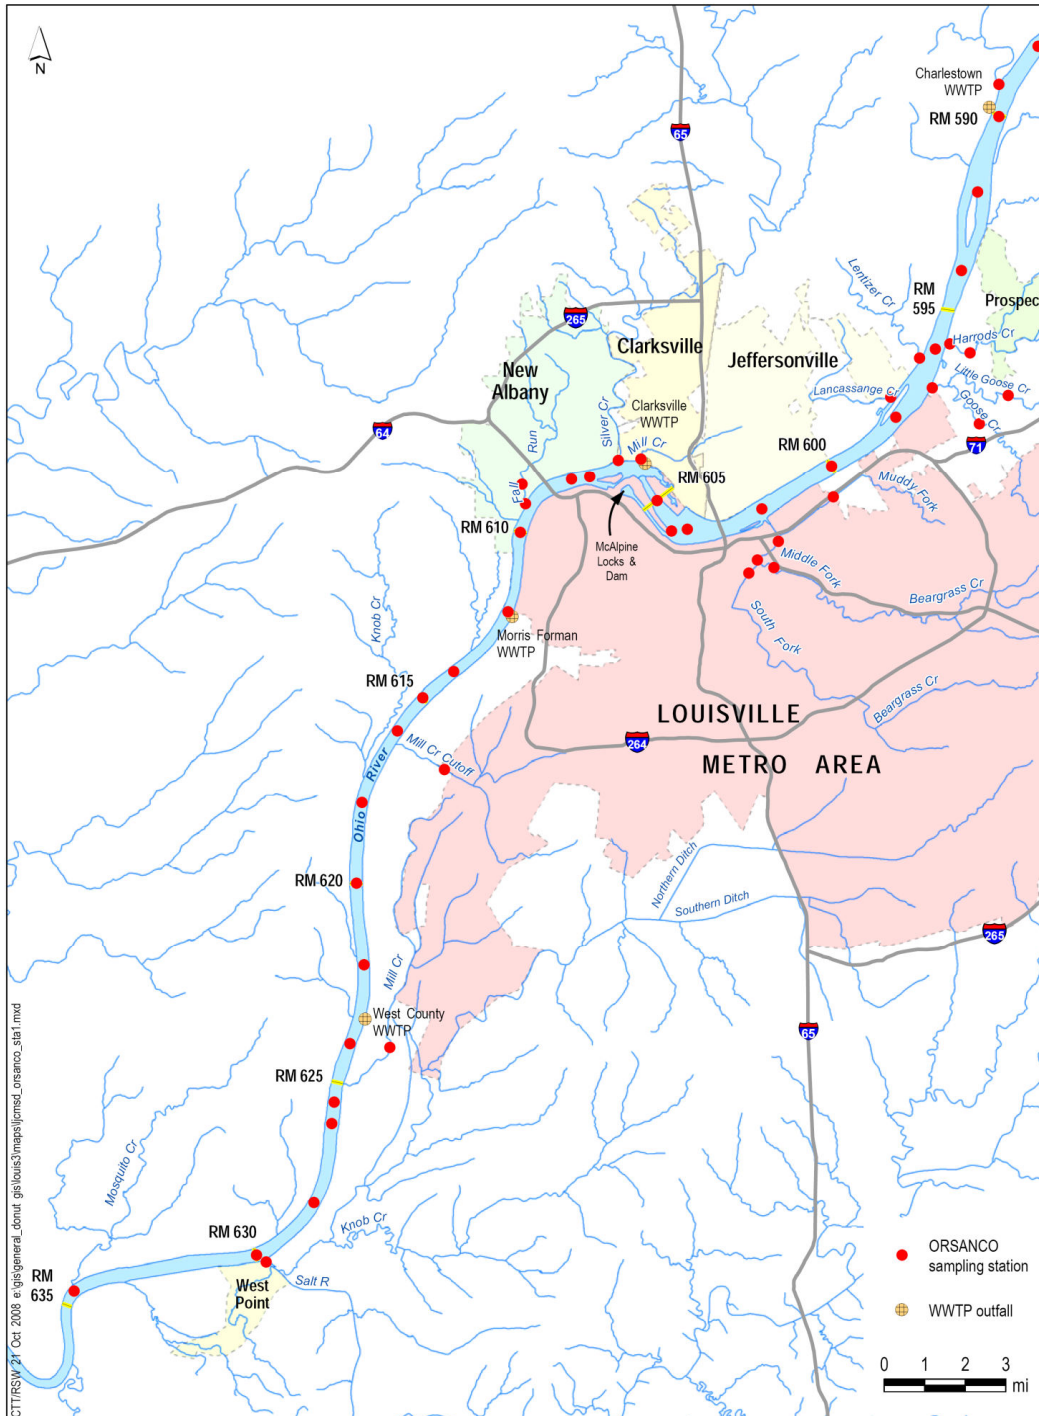 N
Charlestown
WWTP
RM 590
65
Lentizer Cr
RM
595
Prospec
Harrods Cr
Little Goose Cr
Goose Cr
265
Clarksville
Jeffersonville
New
Albany
Lancassange Cr
71
64
Run
Fall
Silver Cr
Clarksville
WWTP
Mill Cr
RM 605
RM 600
Muddy Fork
RM 610
McAlpine
Locks &
Dam
Middle Fork
Beargrass Cr
South Fork
Knob Cr
Morris Forman
WWTP
RM 615
Beargrass Cr
LOUISVILLE
METRO AREA
264
Mill Cr Cutoff
Ohio River
RM 620
Northern Ditch
Southern Ditch
265
Mill Cr
West County
WWTP
65
RM 625
Mosquito Cr
Knob Cr
RM 630
Salt R
West
Point
RM
635
ORSANCO
sampling station
WWTP outfall
0 1 2 3
mi
CTT/RSW 21 Oct 2008 e:\gis\general_donut gis\louis3\maps\ljcmsd_orsanco_sta1.mxd